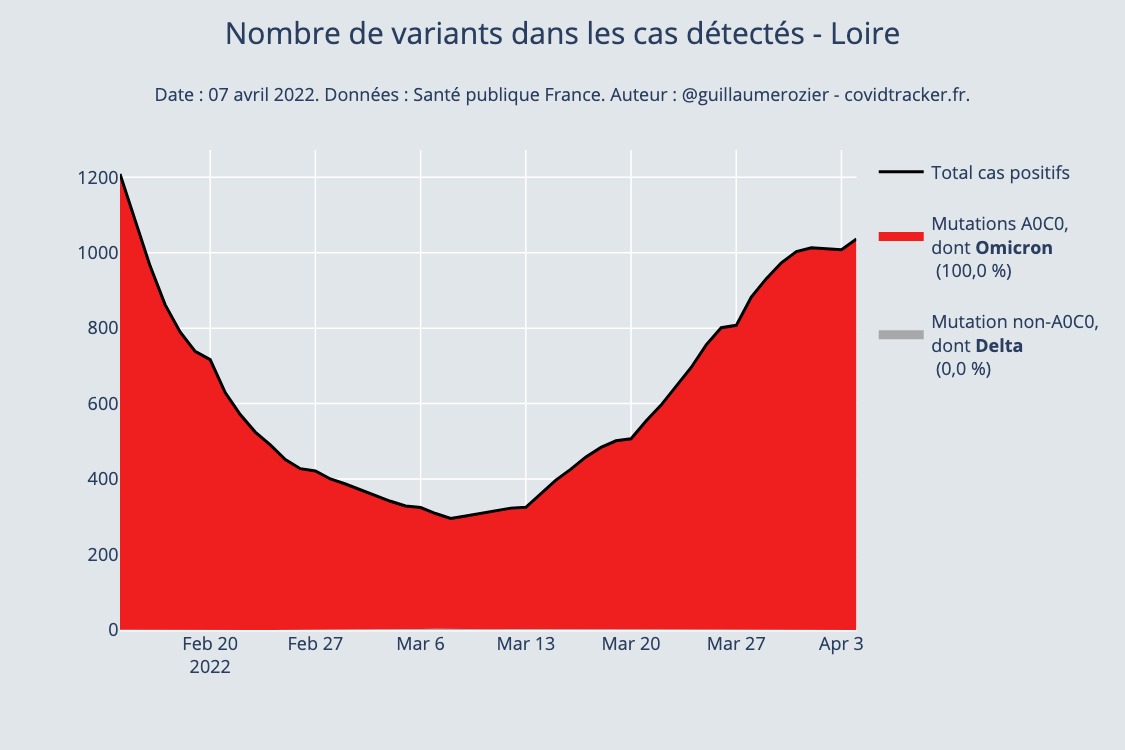 Nombre de variants dans les cas détectés - Loire
Date : 07 avril 2022. Données : Santé publique France. Auteur : @guillaumerozier - covidtracker.fr.
1200
1000
800
600
400
200
0
Feb 20
2022
Feb 27
Mar 6
Mar 13
Mar 20
Mar 27
Apr 3
Total cas positifs
Mutations A0C0,
dont Omicron
(100,0 %)
Mutation non-A0C0,
dont Delta
(0,0 %)